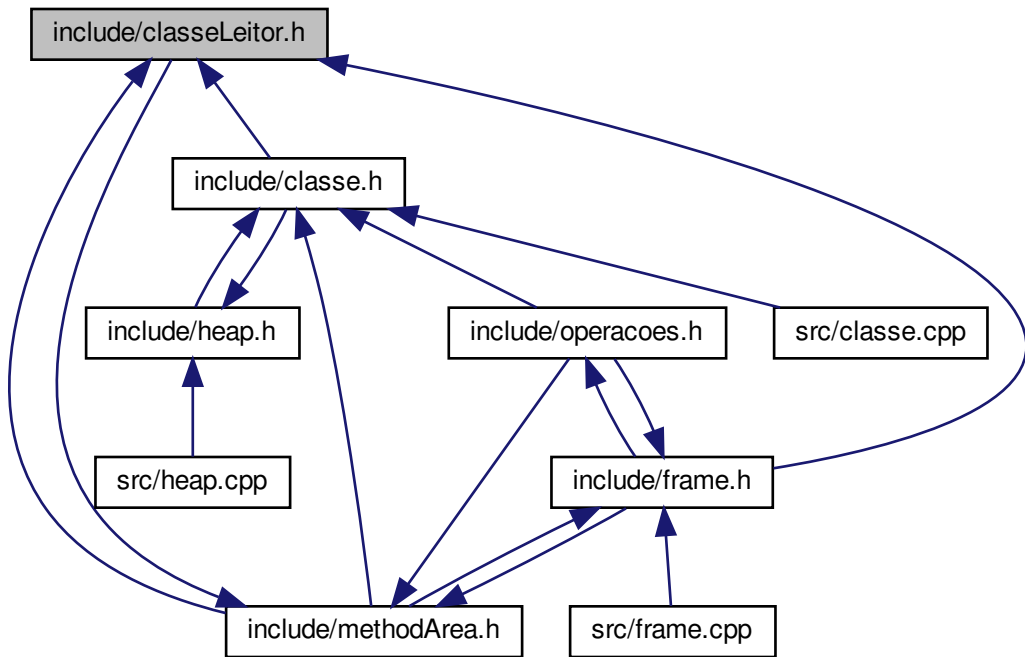 include/classeLeitor.h
include/classe.h
include/heap.h
include/operacoes.h
src/classe.cpp
src/heap.cpp
include/frame.h
include/methodArea.h
src/frame.cpp